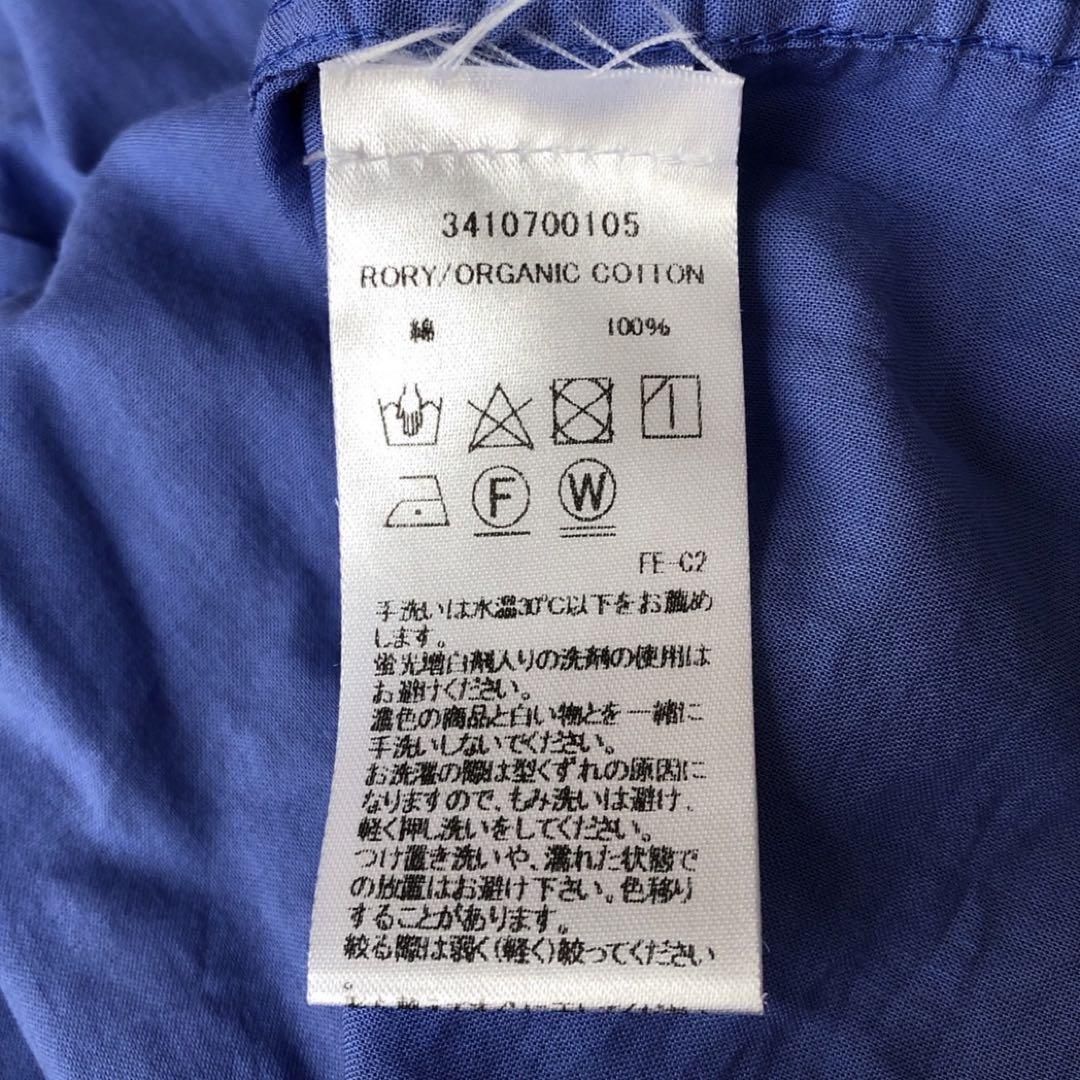 3410700105
RORY/ORGANIC COTTON
綿 100%
F W
FE-C2
手洗いは水温30℃以下をお薦め
します。
蛍光増白剤入りの洗剤の使用は
お避けください。
濃色の商品と白い物とを一緒に
手洗いしないでください。
お洗濯の際は型くずれの原因に
なりますので、もみ洗いは避け、
軽く押し洗いをしてください。
つけ置き洗いや、濡れた状態で
の放置はお避け下さい。色移り
することがあります。
絞る際は弱く(軽く)絞ってください
。